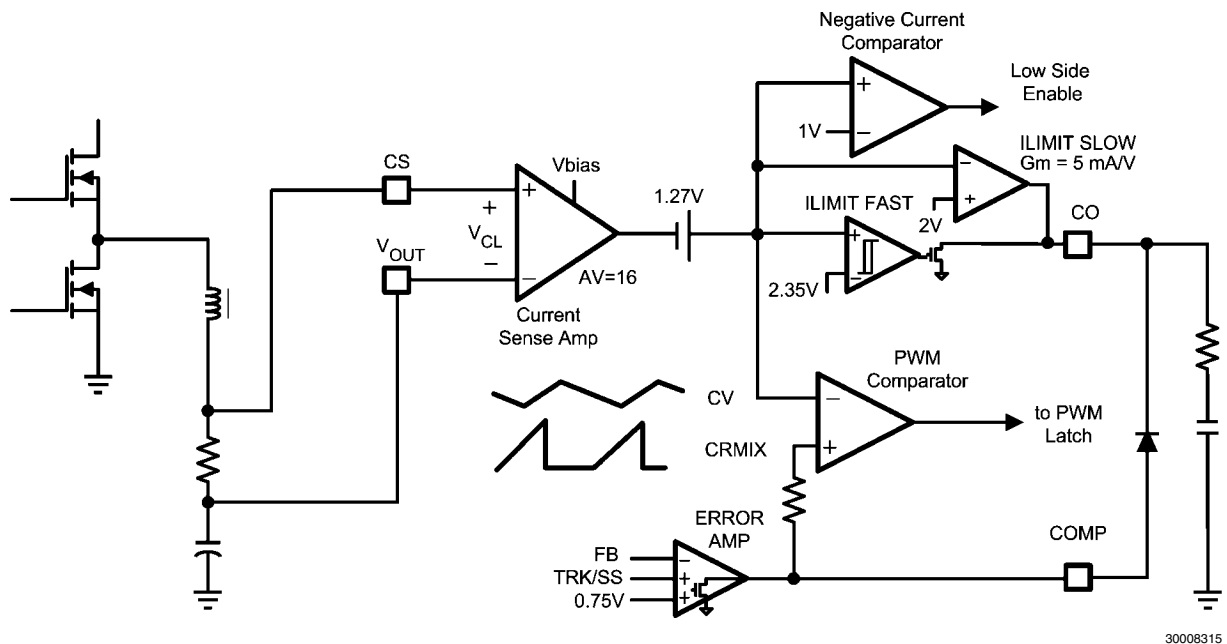 Negative Current
Comparator
Low Side
Enable
1V
+
−
ILIMIT SLOW
Gm = 5 mA/V
−
+
2V
CS
Vbias
1.27V
ILIMIT FAST
CO
+
VCL
−
+
−
+
−
VOUT
AV=16
2.35V
Current
Sense Amp
PWM
Comparator
CV
−
to PWM
Latch
CRMIX
+
ERROR
AMP
COMP
FB
−
TRK/SS
+
0.75V
+
30008315